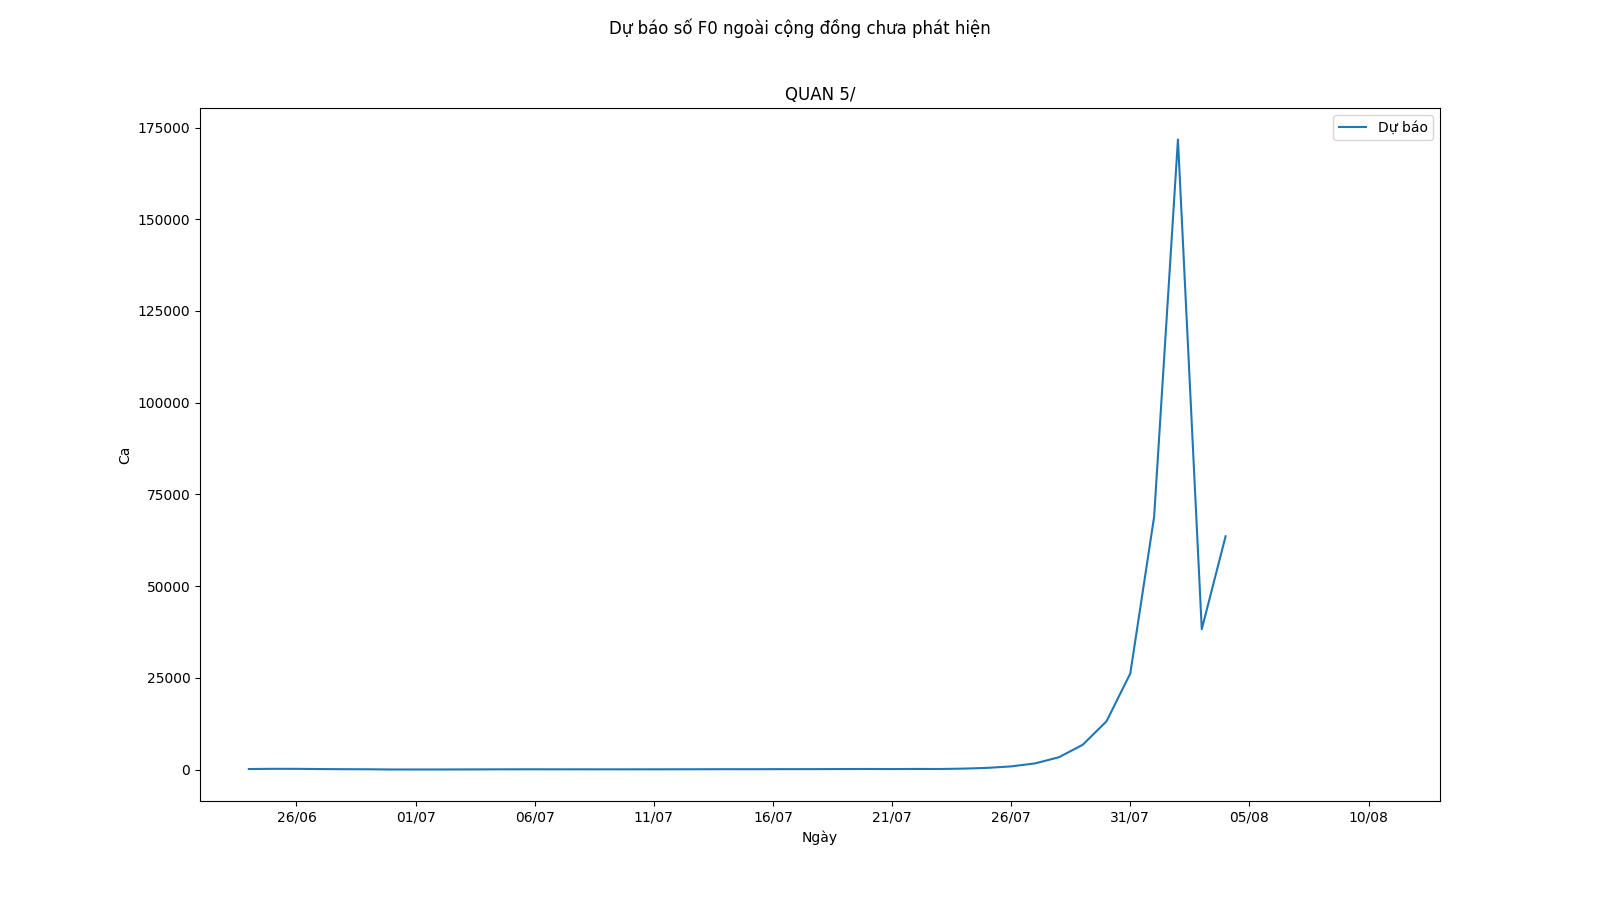 Dự báo số F0 ngoài cộng đồng chưa phát hiện
QUAN 5/
Dự báo
175000
150000
125000
100000
75000
50000
25000
0
Ca
26/06 01/07 06/07 11/07 16/07 21/07 26/07 31/07 05/08 10/08
Ngày